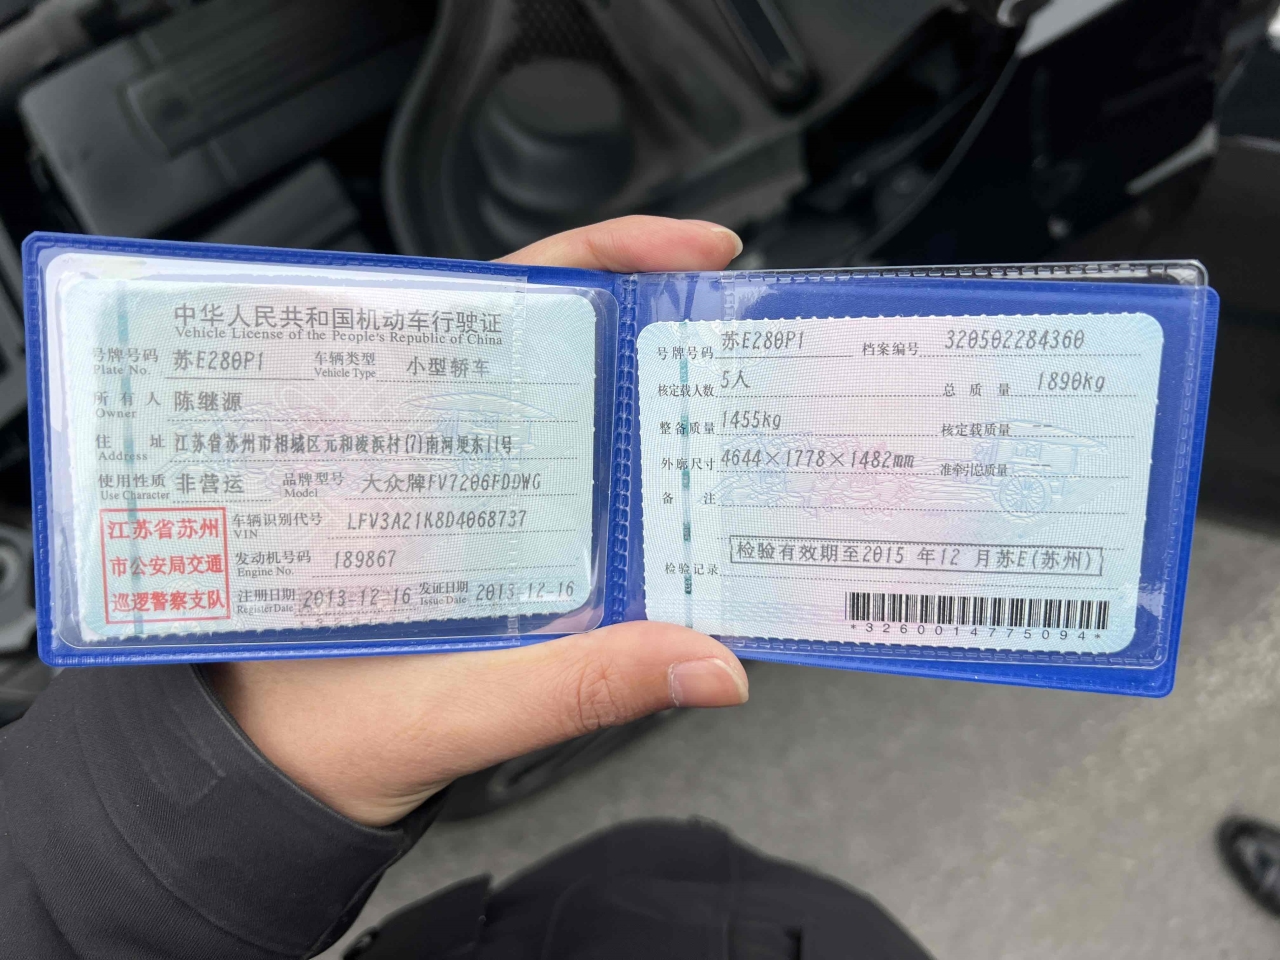 中华人民共和国机动车行驶证
Vehicle License of the People's Republic of China
号牌号码 苏E280P1 车辆类型 小型轿车
Plate No. Vehicle Type
所有人 陈继源
Owner
住址 江苏省苏州市相城区元和凌浜村(7)南河埂东11号
Address
使用性质 非营运 品牌型号 大众牌FV7206FDDWG
Use Character Model
江苏省苏州
市公安局交通
巡逻警察支队
车辆识别代号 LFV3A21K8D4068737
VIN
发动机号码 189867
Engine No.
注册日期 2013-12-16 发证日期 2013-12-16
Register Date Issue Date
号牌号码 苏E280P1 档案编号 320502284360
核定载人数 5人 总质量 1890kg
整备质量 1455kg 核定载质量 --
外廓尺寸 4644×1778×1482mm 准牵引总质量 --
备注
检验记录 检验有效期至2015 年12 月苏E(苏州)
*3260014775094*